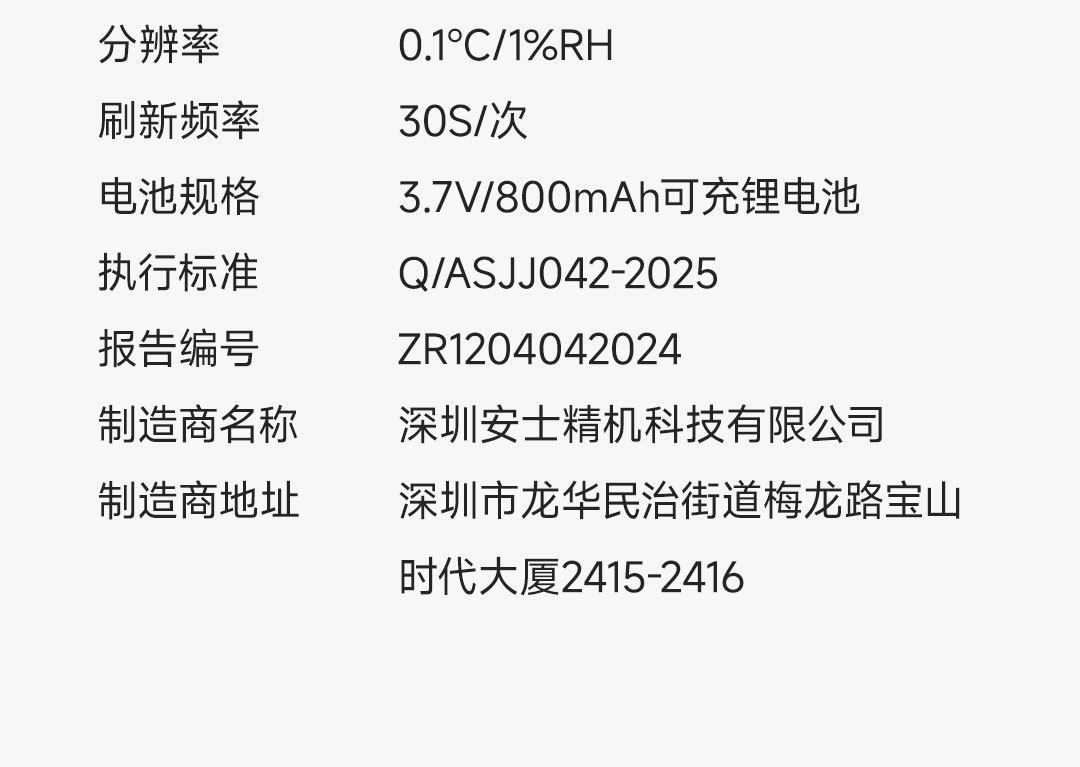 分辨率 0.1°C/1%RH
刷新频率 30S/次
电池规格 3.7V/800mAh可充锂电池
执行标准 Q/ASJJ042-2025
报告编号 ZR1204042024
制造商名称 深圳安士精机科技有限公司
制造商地址 深圳市龙华民治街道梅龙路宝山
时代大厦2415-2416